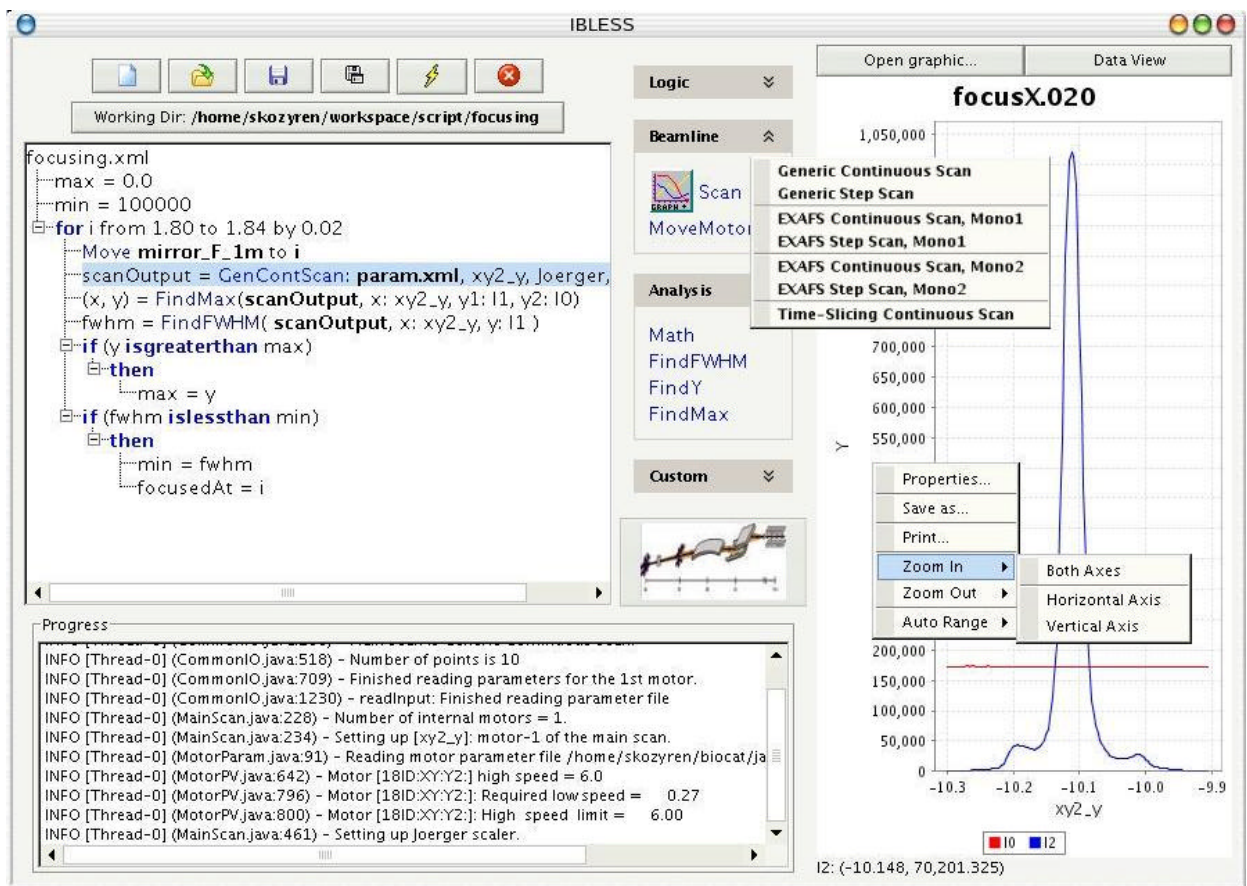 IBLESS
Working Dir: /home/skozyren/workspace/script/focusing
focusing.xml
max = 0.0
min = 100000
for i from 1.80 to 1.84 by 0.02
Move mirror_F_1m to i
scanOutput = GenContScan: param.xml, xy2_y, Joerger,
(x, y) = FindMax(scanOutput, x: xy2_y, y1: I1, y2: I0)
fwhm = FindFWHM( scanOutput, x: xy2_y, y: I1 )
if (y isgreaterthan max)
then
max = y
if (fwhm islessthan min)
then
min = fwhm
focusedAt = i
Progress
INFO [Thread-0] (CommonIO.java:518) - Number of points is 10
INFO [Thread-0] (CommonIO.java:709) - Finished reading parameters for the 1st motor.
INFO [Thread-0] (CommonIO.java:1230) - readInput: Finished reading parameter file
INFO [Thread-0] (MainScan.java:228) - Number of internal motors = 1.
INFO [Thread-0] (MainScan.java:234) - Setting up [xy2_y]: motor-1 of the main scan.
INFO [Thread-0] (MotorParam.java:91) - Reading motor parameter file /home/skozyren/biocat/ja
INFO [Thread-0] (MotorPV.java:642) - Motor [18ID:XY:Y2:] high speed = 6.0
INFO [Thread-0] (MotorPV.java:796) - Motor [18ID:XY:Y2:]: Required low speed = 0.27
INFO [Thread-0] (MotorPV.java:800) - Motor [18ID:XY:Y2:]: High speed limit = 6.00
INFO [Thread-0] (MainScan.java:461) - Setting up Joerger scaler.
Logic
Beamline
GRAPH
Scan
MoveMotor
Analysis
Math
FindFWHM
FindY
FindMax
Custom
Generic Continuous Scan
Generic Step Scan
EXAFS Continuous Scan, Mono1
EXAFS Step Scan, Mono1
EXAFS Continuous Scan, Mono2
EXAFS Step Scan, Mono2
Time-Slicing Continuous Scan
Open graphic...
Data View
focusX.020
1,050,000
700,000
650,000
600,000
550,000
Y
Properties...
Save as...
Print...
Zoom In
Zoom Out
Auto Range
Both Axes
Horizontal Axis
Vertical Axis
200,000
150,000
100,000
50,000
0
-10.3 -10.2 -10.1 -10.0 -9.9
xy2_y
I0 I2
I2: (-10.148, 70,201.325)